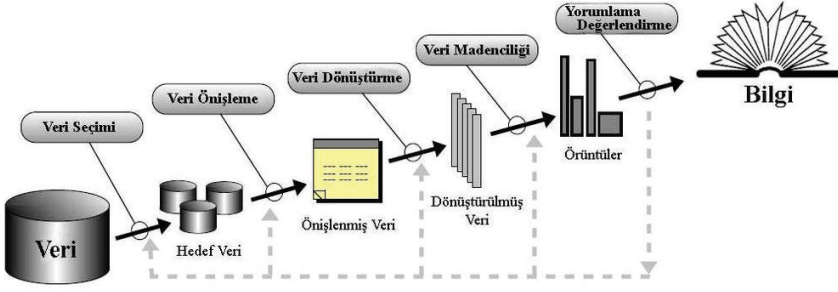 Yorumlama
Değerlendirme
Veri Madenciliği
Veri Dönüştürme
Veri Önişleme
Veri Seçimi
Bilgi
Örüntüler
Dönüştürülmüş
Veri
Önişlenmiş Veri
Hedef Veri
Veri